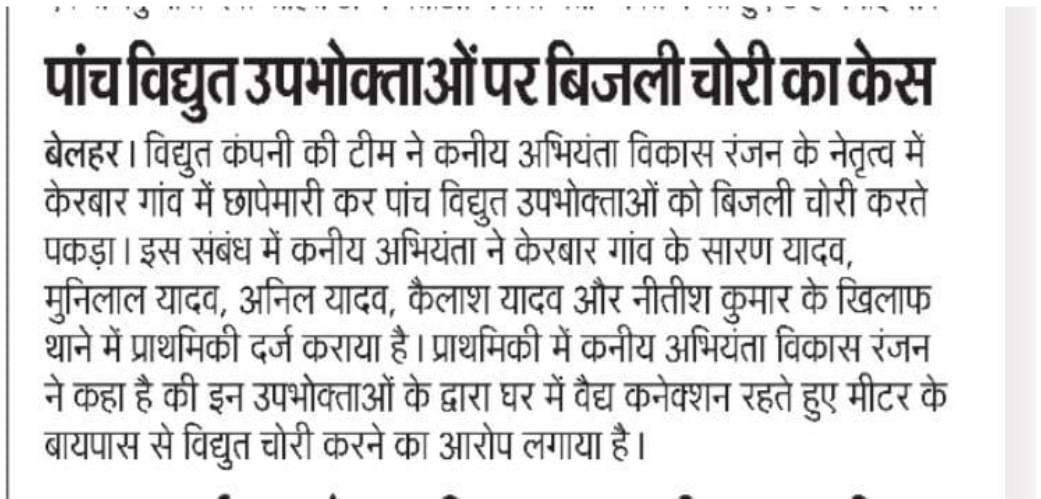 पांच विद्युत उपभोक्ताओं पर बिजली चोरी का केस
बेलहर। विद्युत कंपनी की टीम ने कनीय अभियंता विकास रंजन के नेतृत्व में
केरबार गांव में छापेमारी कर पांच विद्युत उपभोक्ताओं को बिजली चोरी करते
पकड़ा। इस संबंध में कनीय अभियंता ने केरबार गांव के सारण यादव,
मुनिलाल यादव, अनिल यादव, कैलाश यादव और नीतीश कुमार के खिलाफ
थाने में प्राथमिकी दर्ज कराया है। प्राथमिकी में कनीय अभियंता विकास रंजन
ने कहा है की इन उपभोक्ताओं के द्वारा घर में वैद्य कनेक्शन रहते हुए मीटर के
बायपास से विद्युत चोरी करने का आरोप लगाया है।